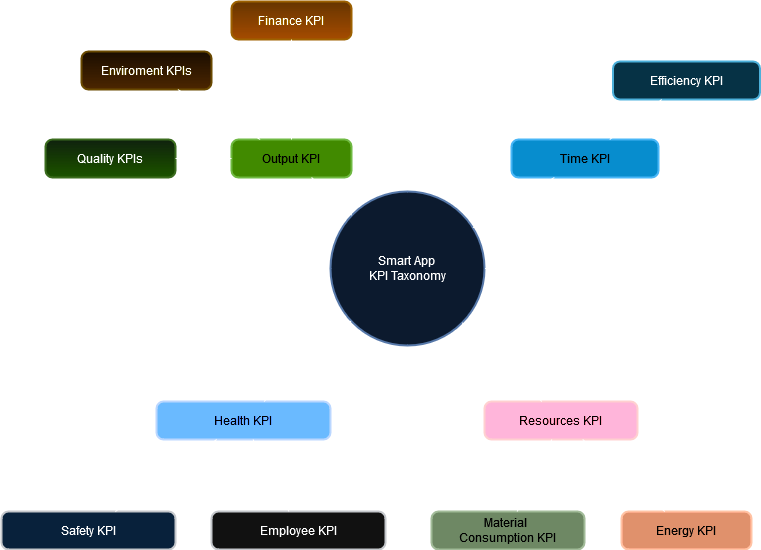 Finance KPI
Enviroment KPIs
Efficiency KPI
Quality KPIs
Output KPI
Time KPI
Smart App
KPI Taxonomy
Health KPI
Resources KPI
Safety KPI
Employee KPI
Material
Consumption KPI
Energy KPI